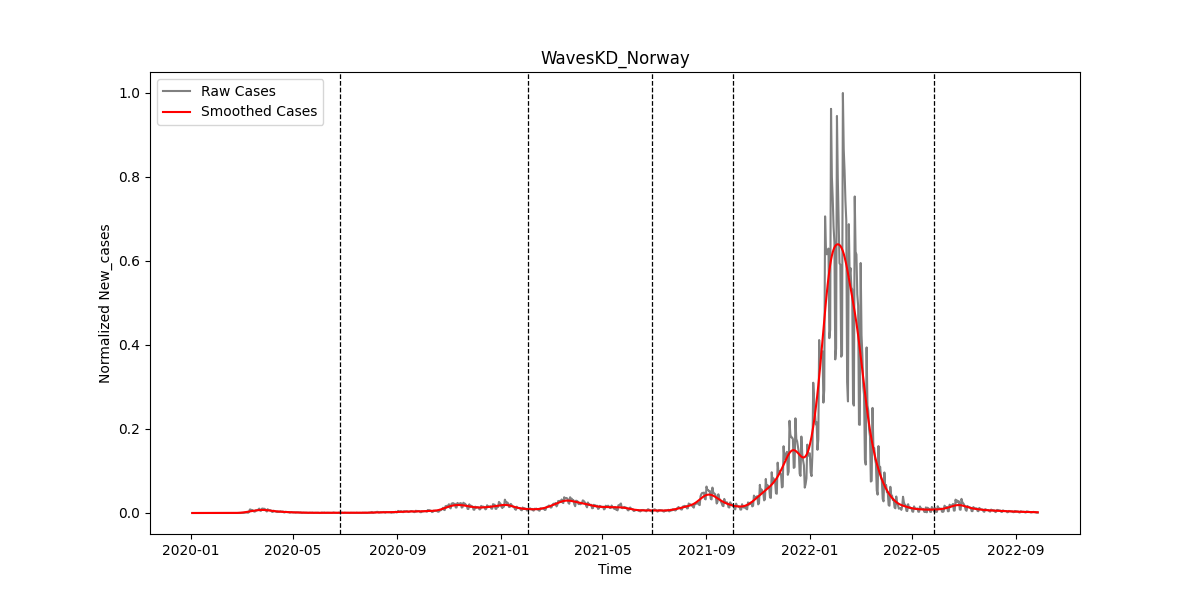 WavesKD_Norway
Raw Cases
Smoothed Cases
Normalized New_cases
1.0
0.8
0.6
0.4
0.2
0.0
2020-01 2020-05 2020-09 2021-01 2021-05 2021-09 2022-01 2022-05 2022-09
Time